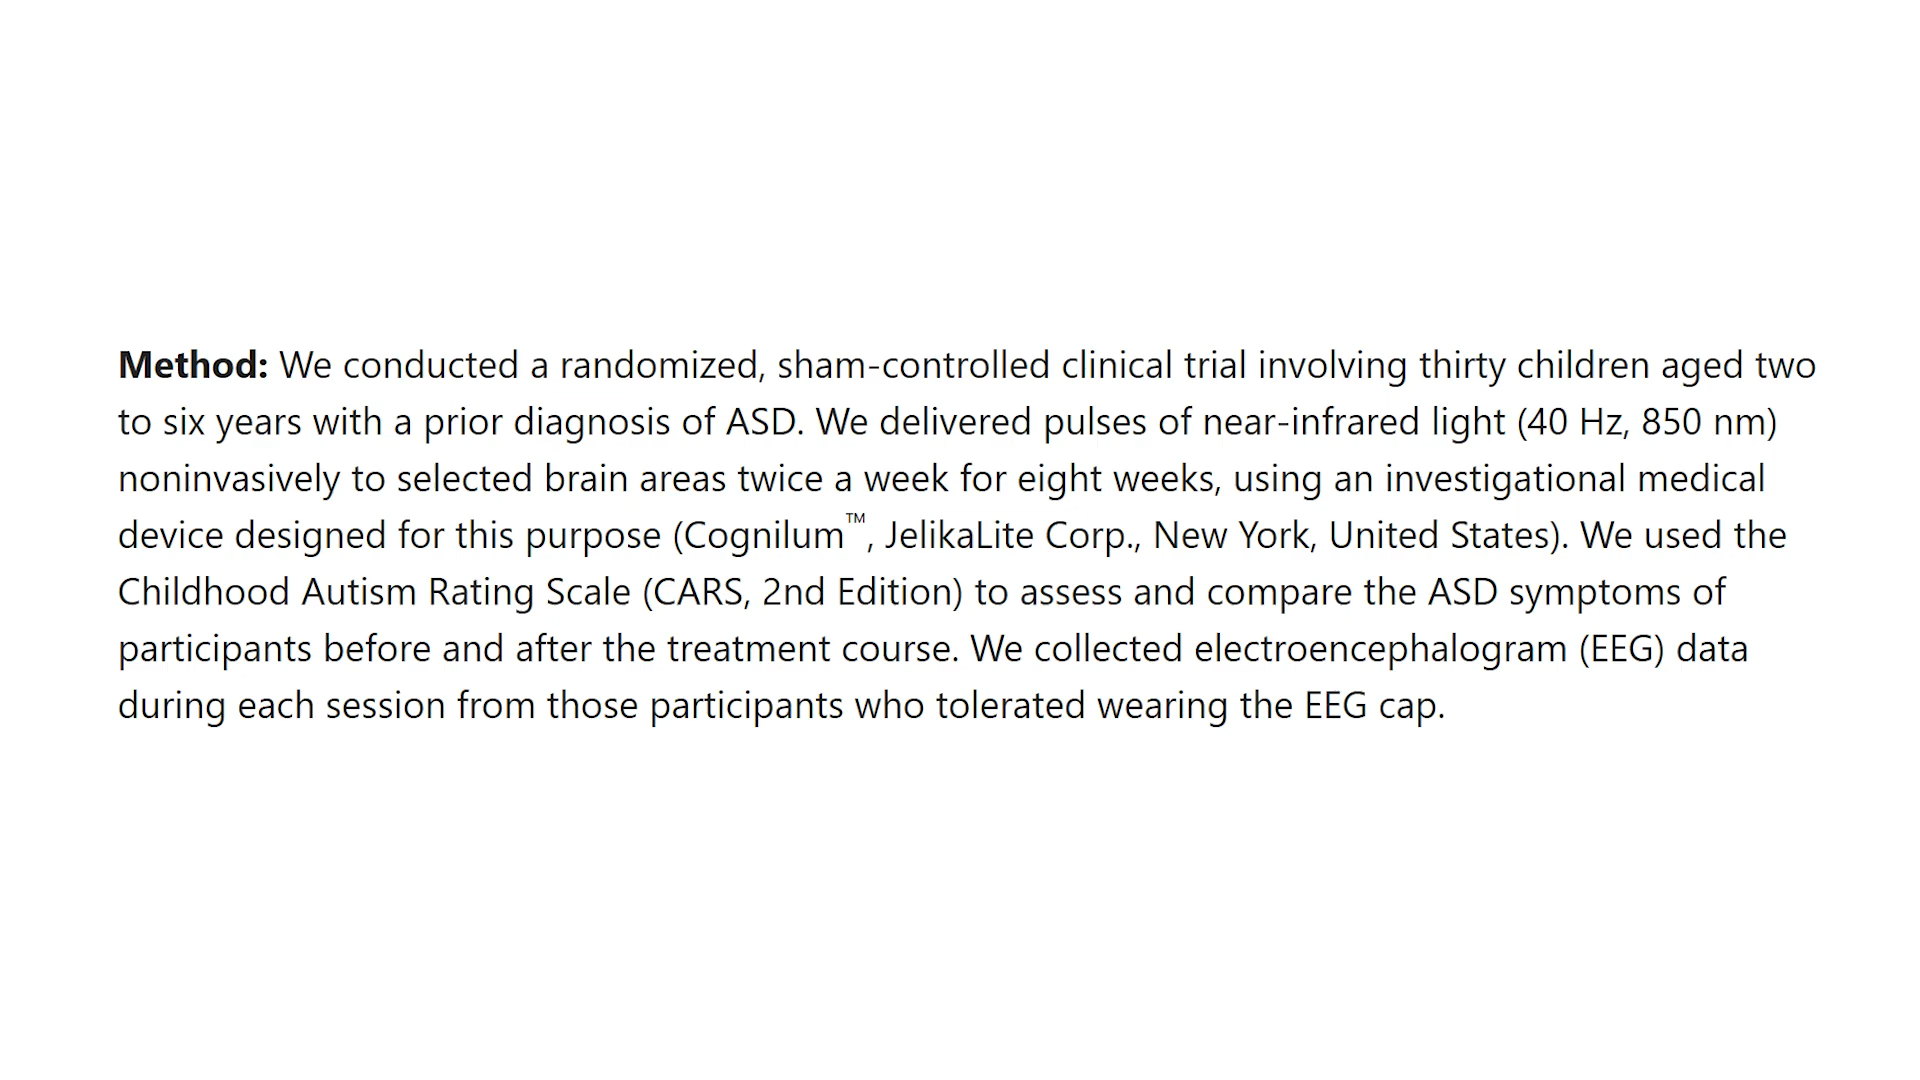 Method: We conducted a randomized, sham-controlled clinical trial involving thirty children aged two
to six years with a prior diagnosis of ASD. We delivered pulses of near-infrared light (40 Hz, 850 nm)
noninvasively to selected brain areas twice a week for eight weeks, using an investigational medical
device designed for this purpose (Cognilum™, JelikaLite Corp., New York, United States). We used the
Childhood Autism Rating Scale (CARS, 2nd Edition) to assess and compare the ASD symptoms of
participants before and after the treatment course. We collected electroencephalogram (EEG) data
during each session from those participants who tolerated wearing the EEG cap.